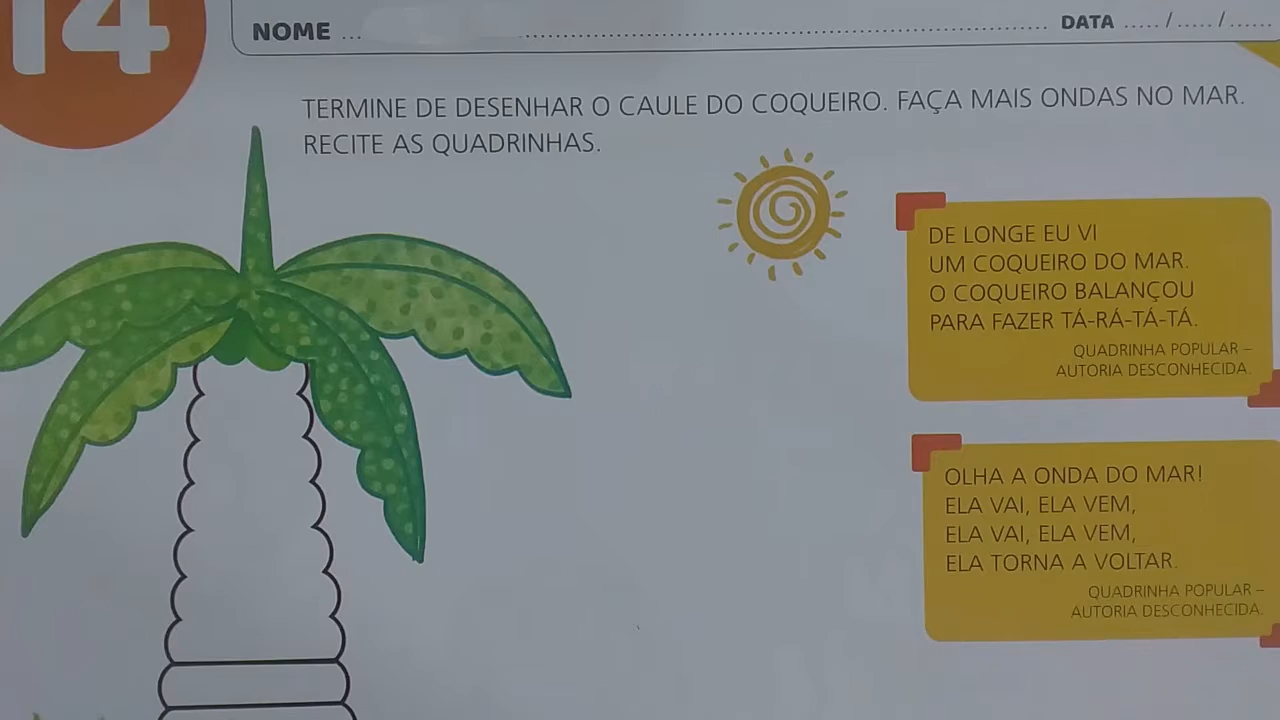 14
NOME ... DATA ..... / ..... / ......
TERMINE DE DESENHAR O CAULE DO COQUEIRO. FAÇA MAIS ONDAS NO MAR.
RECITE AS QUADRINHAS.
DE LONGE EU VI
UM COQUEIRO DO MAR.
O COQUEIRO BALANÇOU
PARA FAZER TÁ-RÁ-TÁ-TÁ.
QUADRINHA POPULAR –
AUTORIA DESCONHECIDA.
OLHA A ONDA DO MAR!
ELA VAI, ELA VEM,
ELA VAI, ELA VEM,
ELA TORNA A VOLTAR.
QUADRINHA POPULAR –
AUTORIA DESCONHECIDA.